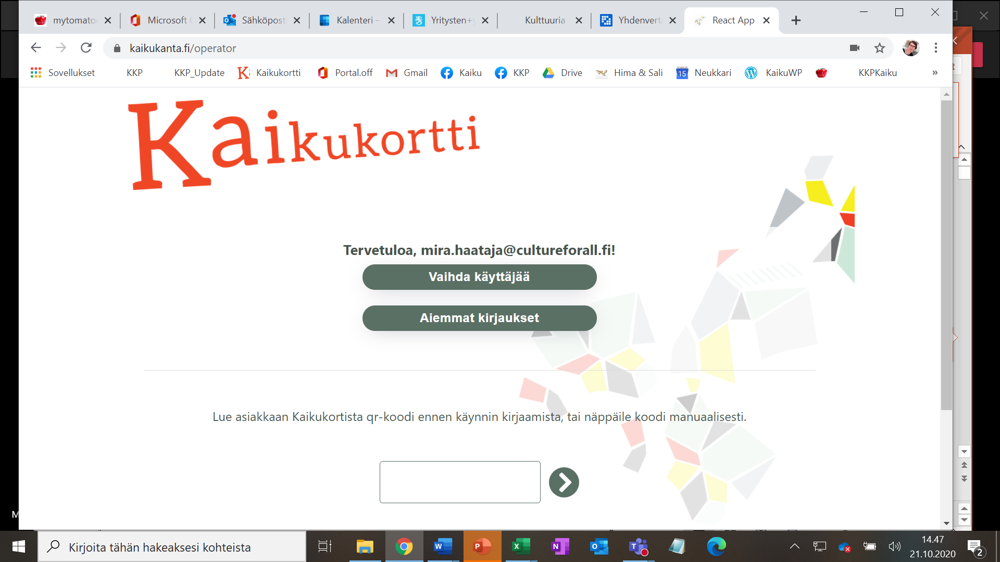 mytomato
Microsoft
Sähköposti
Kalenteri –
Yritysten+
Kulttuuria
Yhdenvert
React App
kaikukanta.fi/operator
Sovellukset
KKP
KKP_Update
Kaikukortti
Portal.off
Gmail
Kaiku
KKP
Drive
Hima & Sali
15
Neukkari
KaikuWP
KKPKaiku
»
Kaikukortti
Tervetuloa, mira.haataja@cultureforall.fi!
Vaihda käyttäjää
Aiemmat kirjaukset
Lue asiakkaan Kaikukortista qr-koodi ennen käynnin kirjaamista, tai näppäile koodi manuaalisesti.
M
Kirjoita tähän hakeaksesi kohteista
14.47
21.10.2020
2